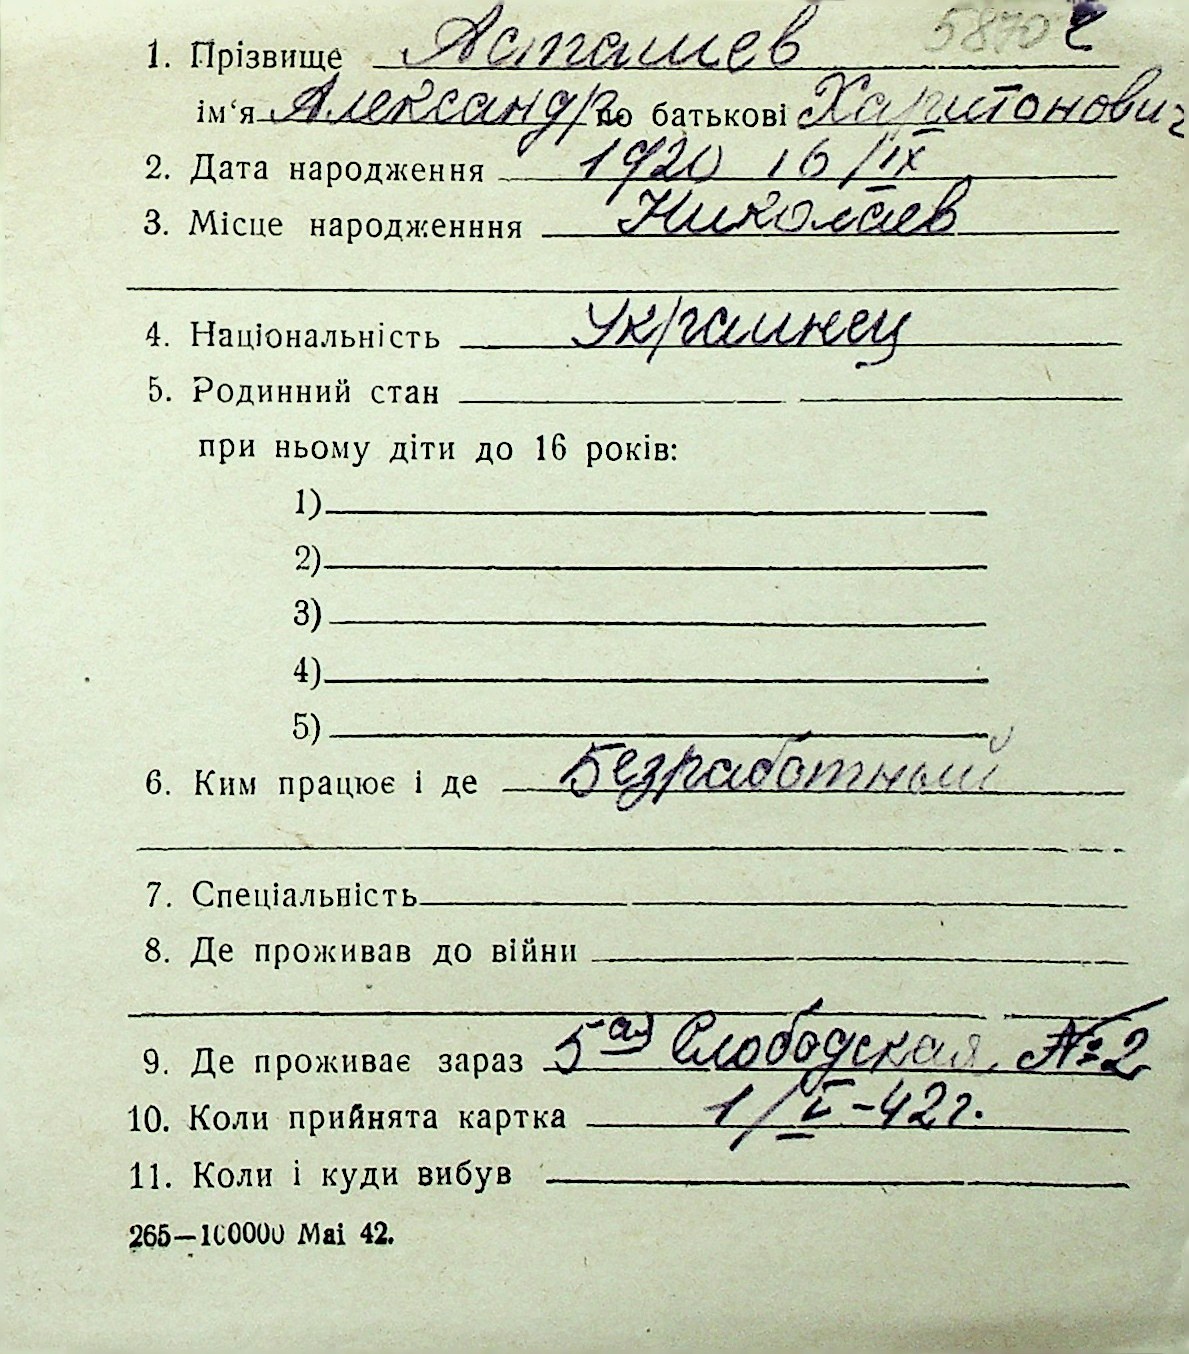 5870
1. Прізвище Асташев
ім‘я Александр по батькові Харитонович
2. Дата народження 1920 16/IX
3. Місце народженння Николаев
4. Національність Украинец
5. Родинний стан
при ньому діти до 16 років:
1)
2)
3)
4)
5)
6. Ким працює і де Безработный
7. Спеціальність
8. Де проживав до війни
9. Де проживає зараз 5ая Слободская №2
10. Коли прийнята картка 1/I-42г.
11. Коли і куди вибув
265—100000 Mai 42.